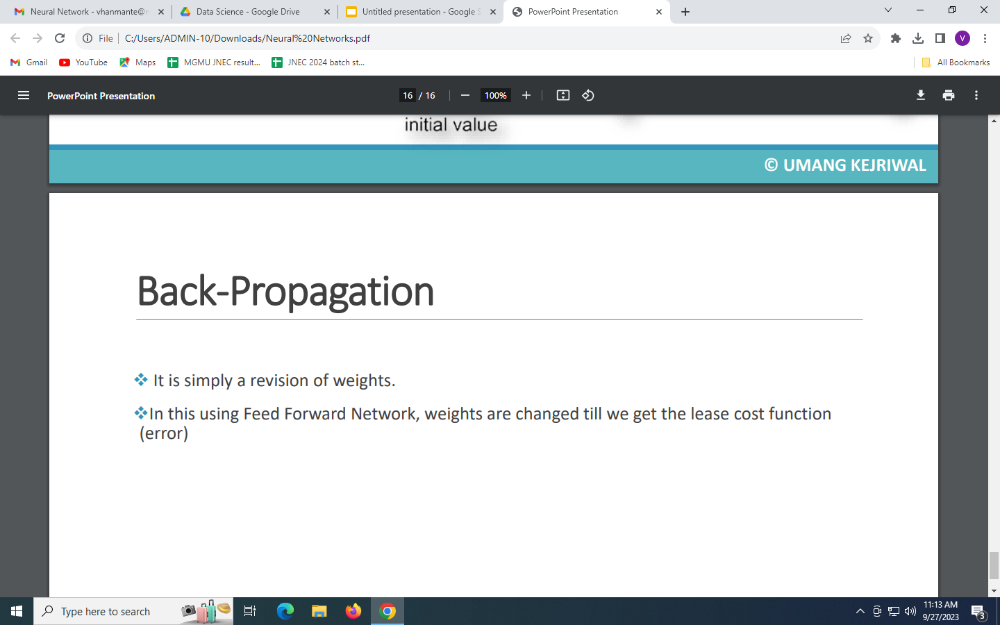 Neural Network - vhanmante@
Data Science - Google Drive
Untitled presentation - Google S
PowerPoint Presentation
File
C:/Users/ADMIN-10/Downloads/Neural%20Networks.pdf
V
Gmail
YouTube
Maps
MGMU JNEC result...
JNEC 2024 batch st...
All Bookmarks
PowerPoint Presentation
16 / 16
100%
initial value
© UMANG KEJRIWAL
Back-Propagation
It is simply a revision of weights.
In this using Feed Forward Network, weights are changed till we get the lease cost function
(error)
Type here to search
11:13 AM
9/27/2023
3